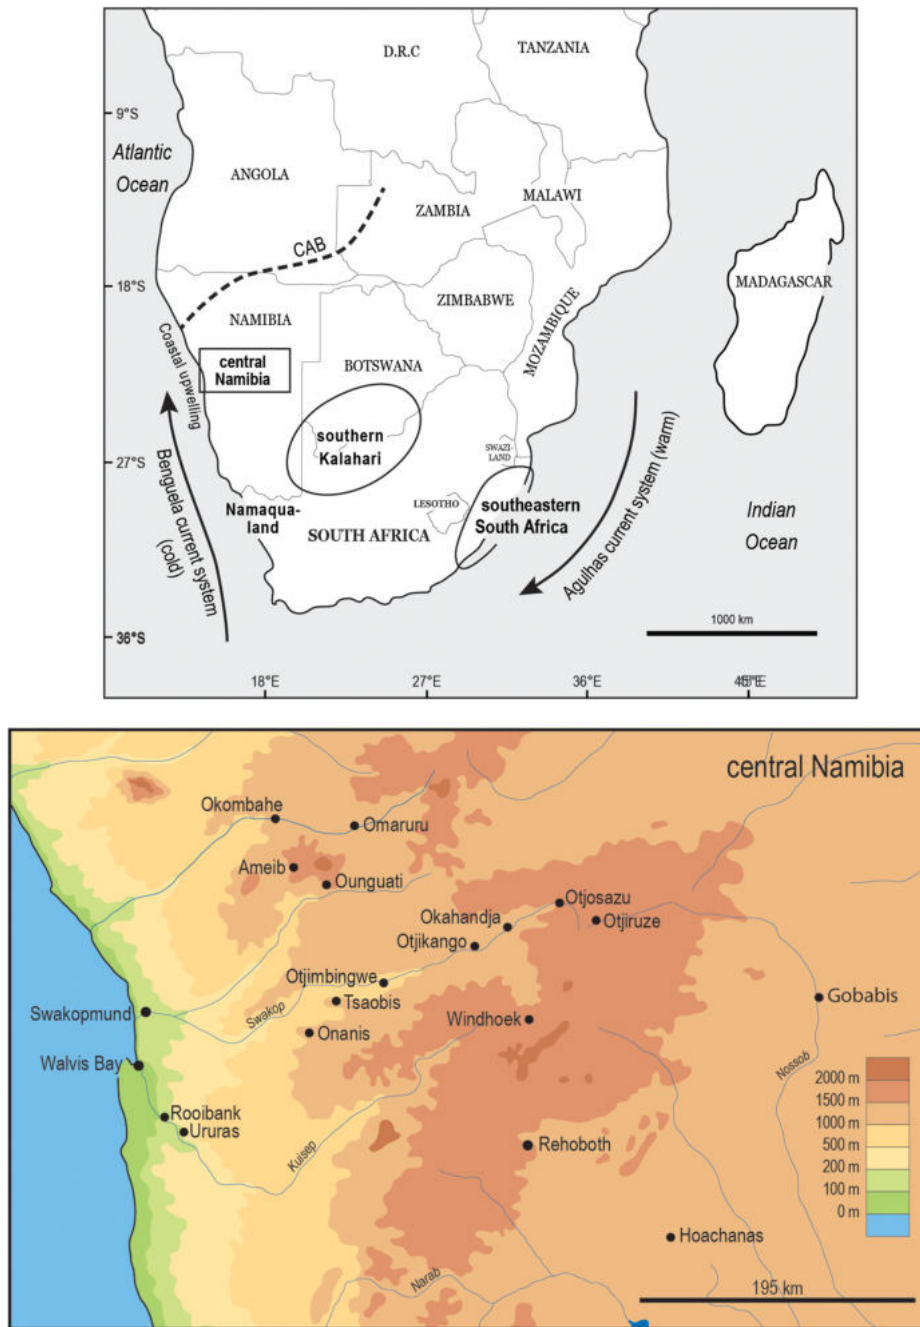 D.R.C
TANZANIA
9°S
Atlantic
Ocean
ANGOLA
MALAWI
ZAMBIA
CAB
MADAGASCAR
18°S
ZIMBABWE
NAMIBIA
MOZAMBIQUE
Coastal upwelling
central
Namibia
BOTSWANA
southern
Kalahari
27°S
SWAZI-
LAND
Benguela current system
(cold)
Agulhas current system (warm)
Namaqua-
land
LESOTHO
southeastern
South Africa
SOUTH AFRICA
Indian
Ocean
1000 km
36°S
18°E
27°E
36°E
central Namibia
Okombahe
Omaruru
Ameib
Ounguati
Otjosazu
Okahandja
Otjiruze
Otjikango
Otjimbingwe
Tsaobis
Gobabis
Swakopmund
Swakop
Windhoek
Onanis
Nossob
Walvis Bay
2000 m
1500 m
1000 m
500 m
200 m
100 m
0 m
Rooibank
Ururas
Kuisep
Rehoboth
Hoachanas
Narab
195 km